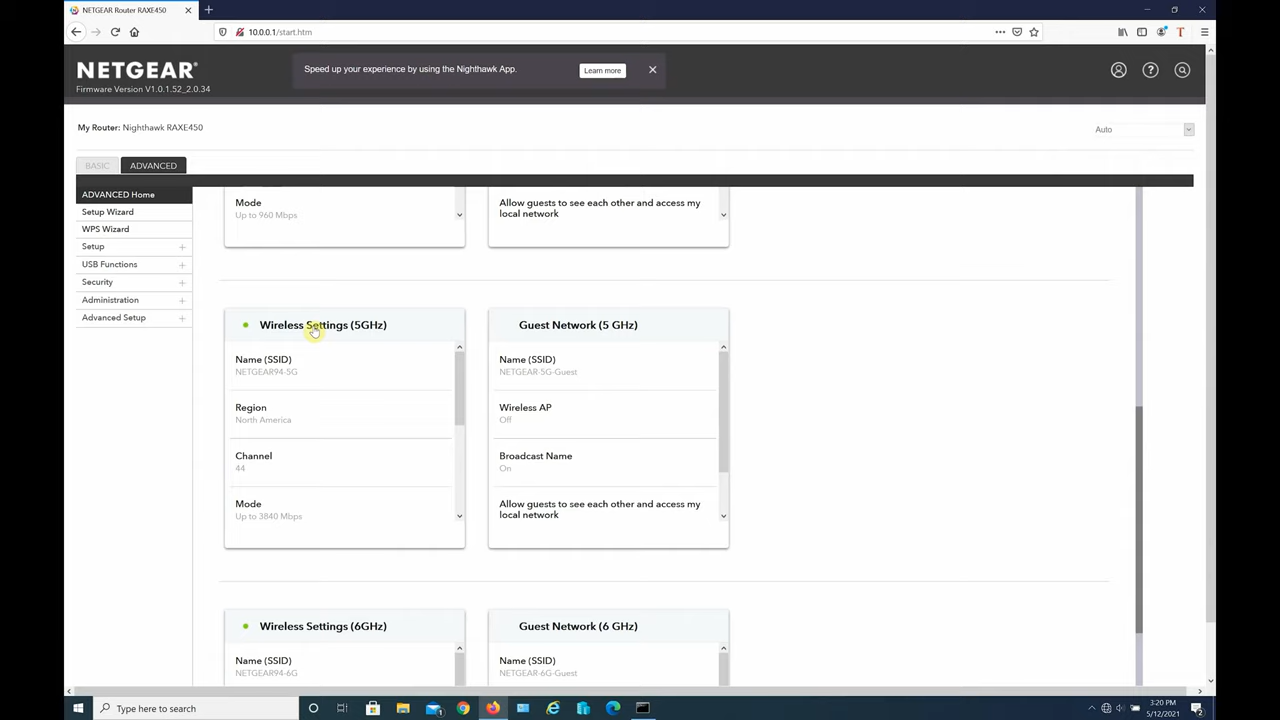 NETGEAR Router RAXE450
10.0.0.1/start.htm
NETGEAR®
Firmware Version V1.0.1.52_2.0.34
Speed up your experience by using the Nighthawk App.
Learn more
My Router: Nighthawk RAXE450
Auto
BASIC
ADVANCED
ADVANCED Home
Setup Wizard
WPS Wizard
Setup
USB Functions
Security
Administration
Advanced Setup
Mode
Up to 960 Mbps
Allow guests to see each other and access my
local network
Wireless Settings (5GHz)
Name (SSID)
NETGEAR94-5G
Region
North America
Channel
44
Mode
Up to 3840 Mbps
Guest Network (5 GHz)
Name (SSID)
NETGEAR-5G-Guest
Wireless AP
Off
Broadcast Name
On
Allow guests to see each other and access my
local network
Wireless Settings (6GHz)
Name (SSID)
NETGEAR94-6G
Guest Network (6 GHz)
Name (SSID)
NETGEAR-6G-Guest
Type here to search
3:20 PM
5/12/2021
2